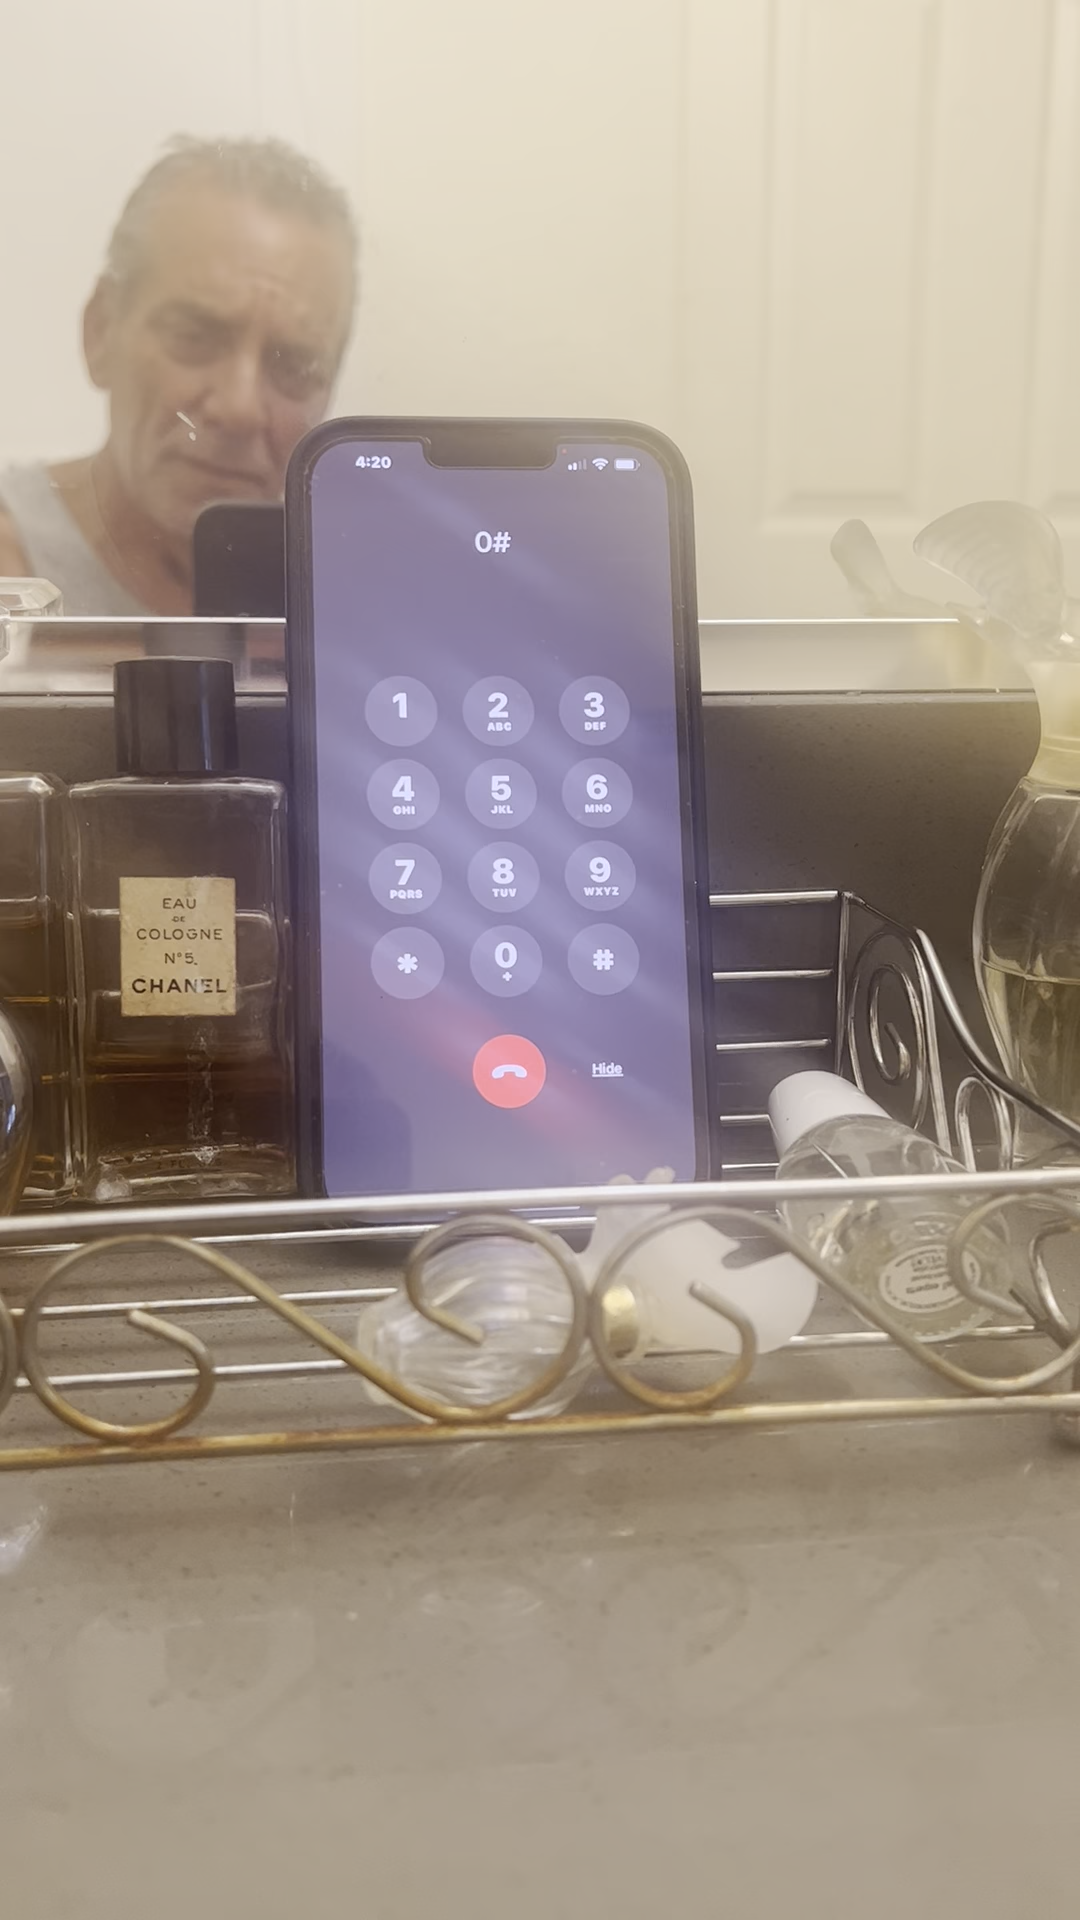 4:20
0#
1
2
ABC
3
DEF
4
GHI
5
JKL
6
MNO
7
PQRS
8
TUV
9
WXYZ
*
0
+
#
Hide
EAU
DE
COLOGNE
N°5
CHANEL